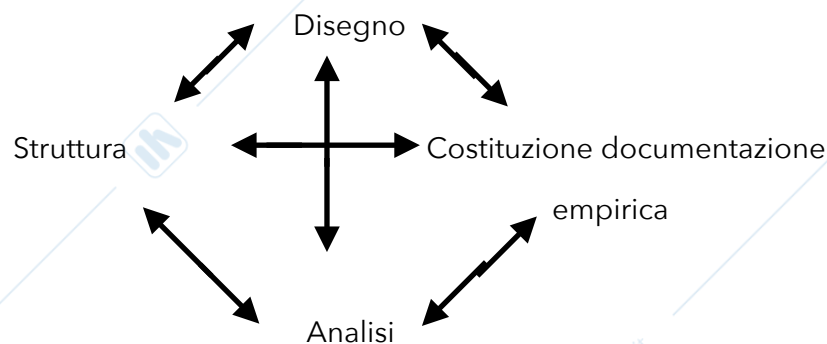 Disegno
Struttura
Costituzione documentazione
empirica
Analisi